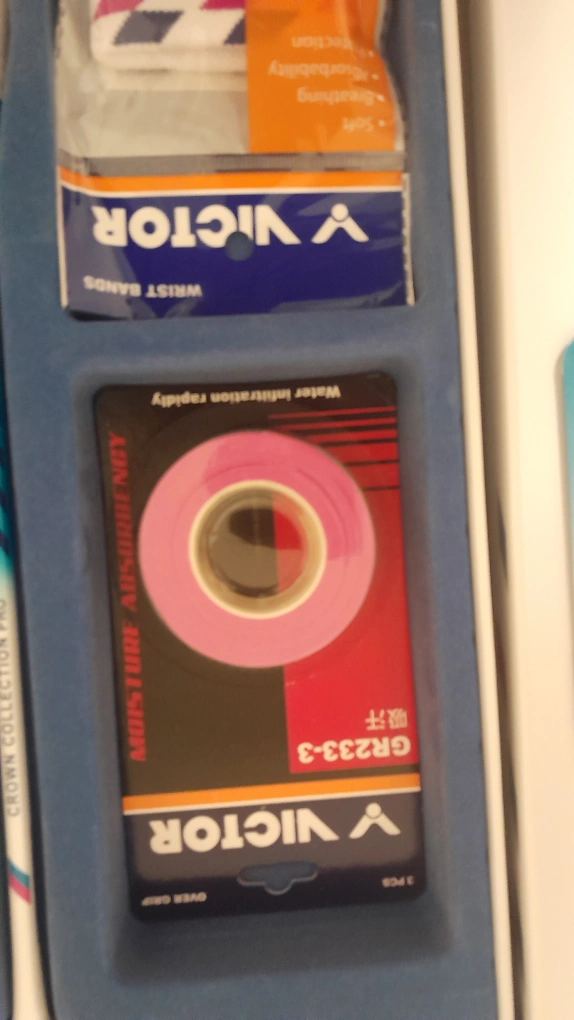 3 PCS
OVER GRIP
VICTOR
GR233-3
吸汗
MOISTURE ABSORBENCY
Water infiltration rapidly
WRIST BANDS
VICTOR
• Soft
• Breathing
CROWN COLLECTION